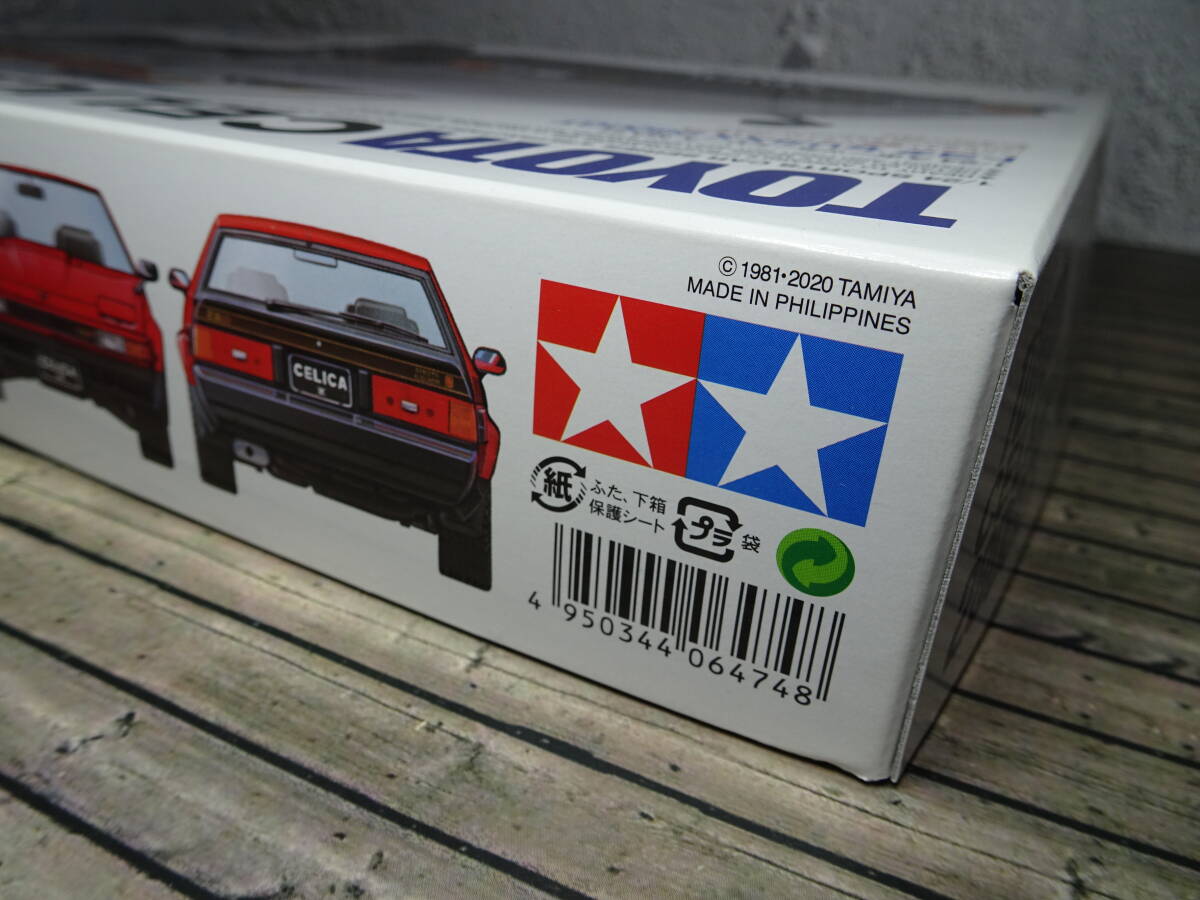 TOYOTA CEL
© 1981·2020 TAMIYA
MADE IN PHILIPPINES
CELICA
紙
ふた、下箱
保護シート
プラ
袋
4 950344 064748